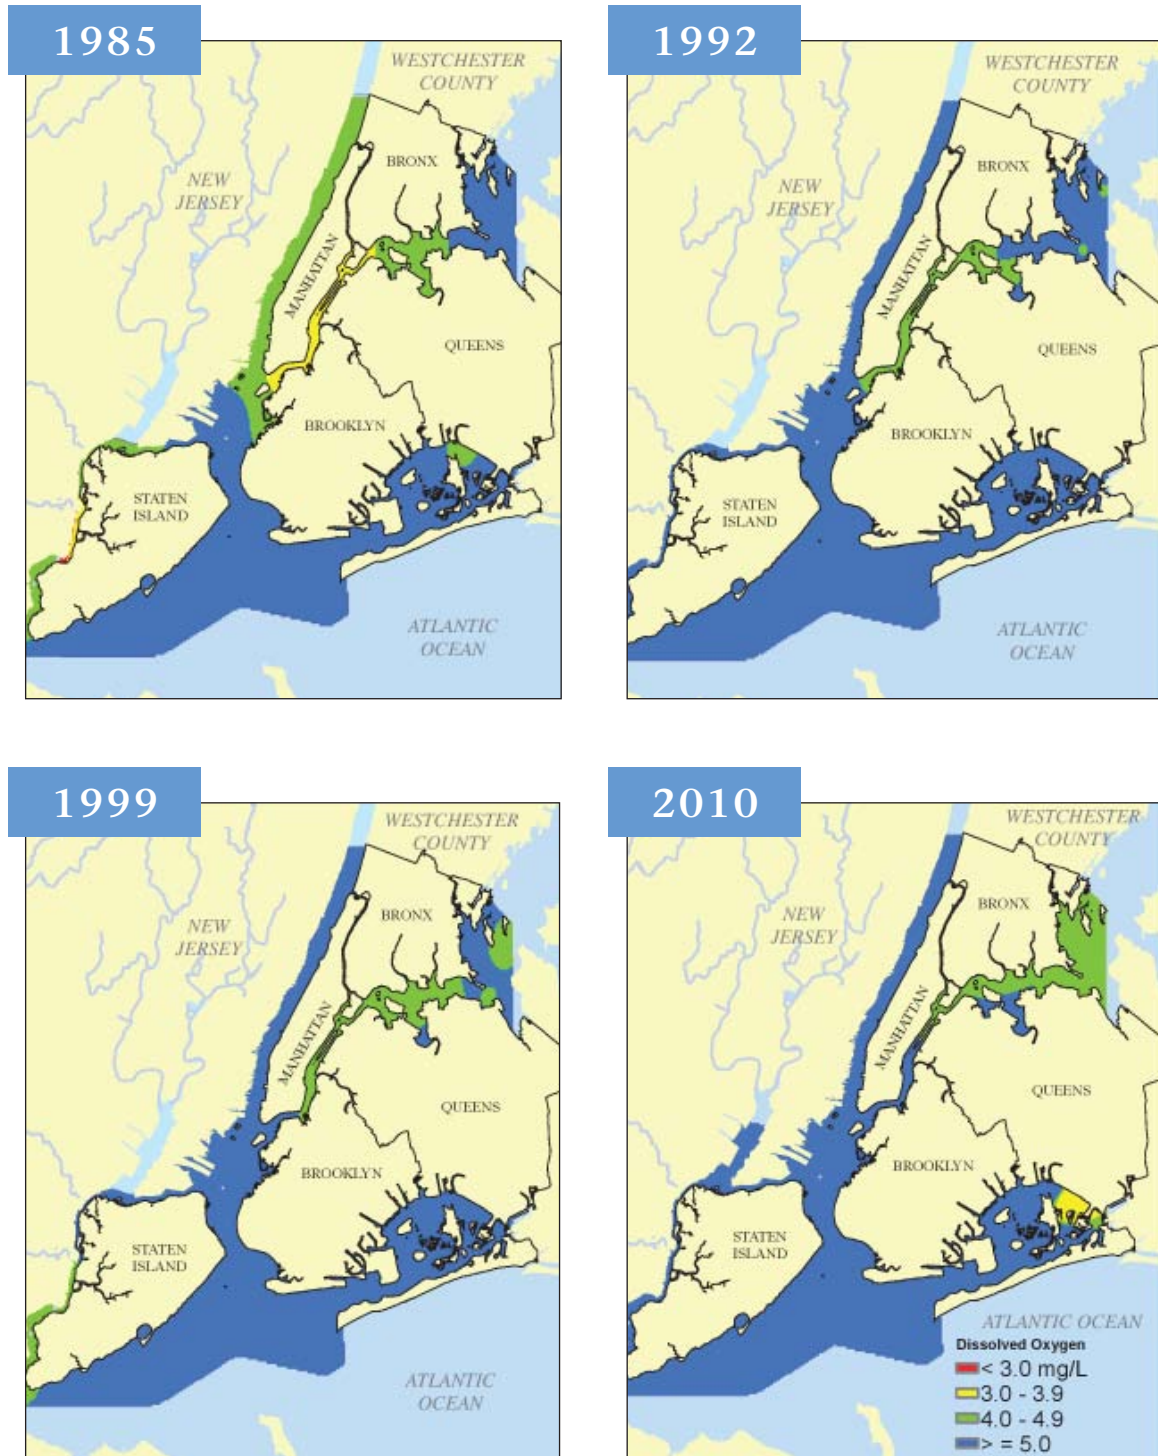 1985
WESTCHESTER
COUNTY
BRONX
NEW
JERSEY
MANHATTAN
QUEENS
BROOKLYN
STATEN
ISLAND
ATLANTIC
OCEAN
1992
WESTCHESTER
COUNTY
BRONX
NEW
JERSEY
MANHATTAN
QUEENS
BROOKLYN
STATEN
ISLAND
ATLANTIC
OCEAN
1999
WESTCHESTER
COUNTY
BRONX
NEW
JERSEY
MANHATTAN
QUEENS
BROOKLYN
STATEN
ISLAND
ATLANTIC
OCEAN
2010
WESTCHESTER
COUNTY
BRONX
NEW
JERSEY
MANHATTAN
QUEENS
BROOKLYN
STATEN
ISLAND
ATLANTIC OCEAN
Dissolved Oxygen
< 3.0 mg/L
3.0 - 3.9
4.0 - 4.9
> = 5.0